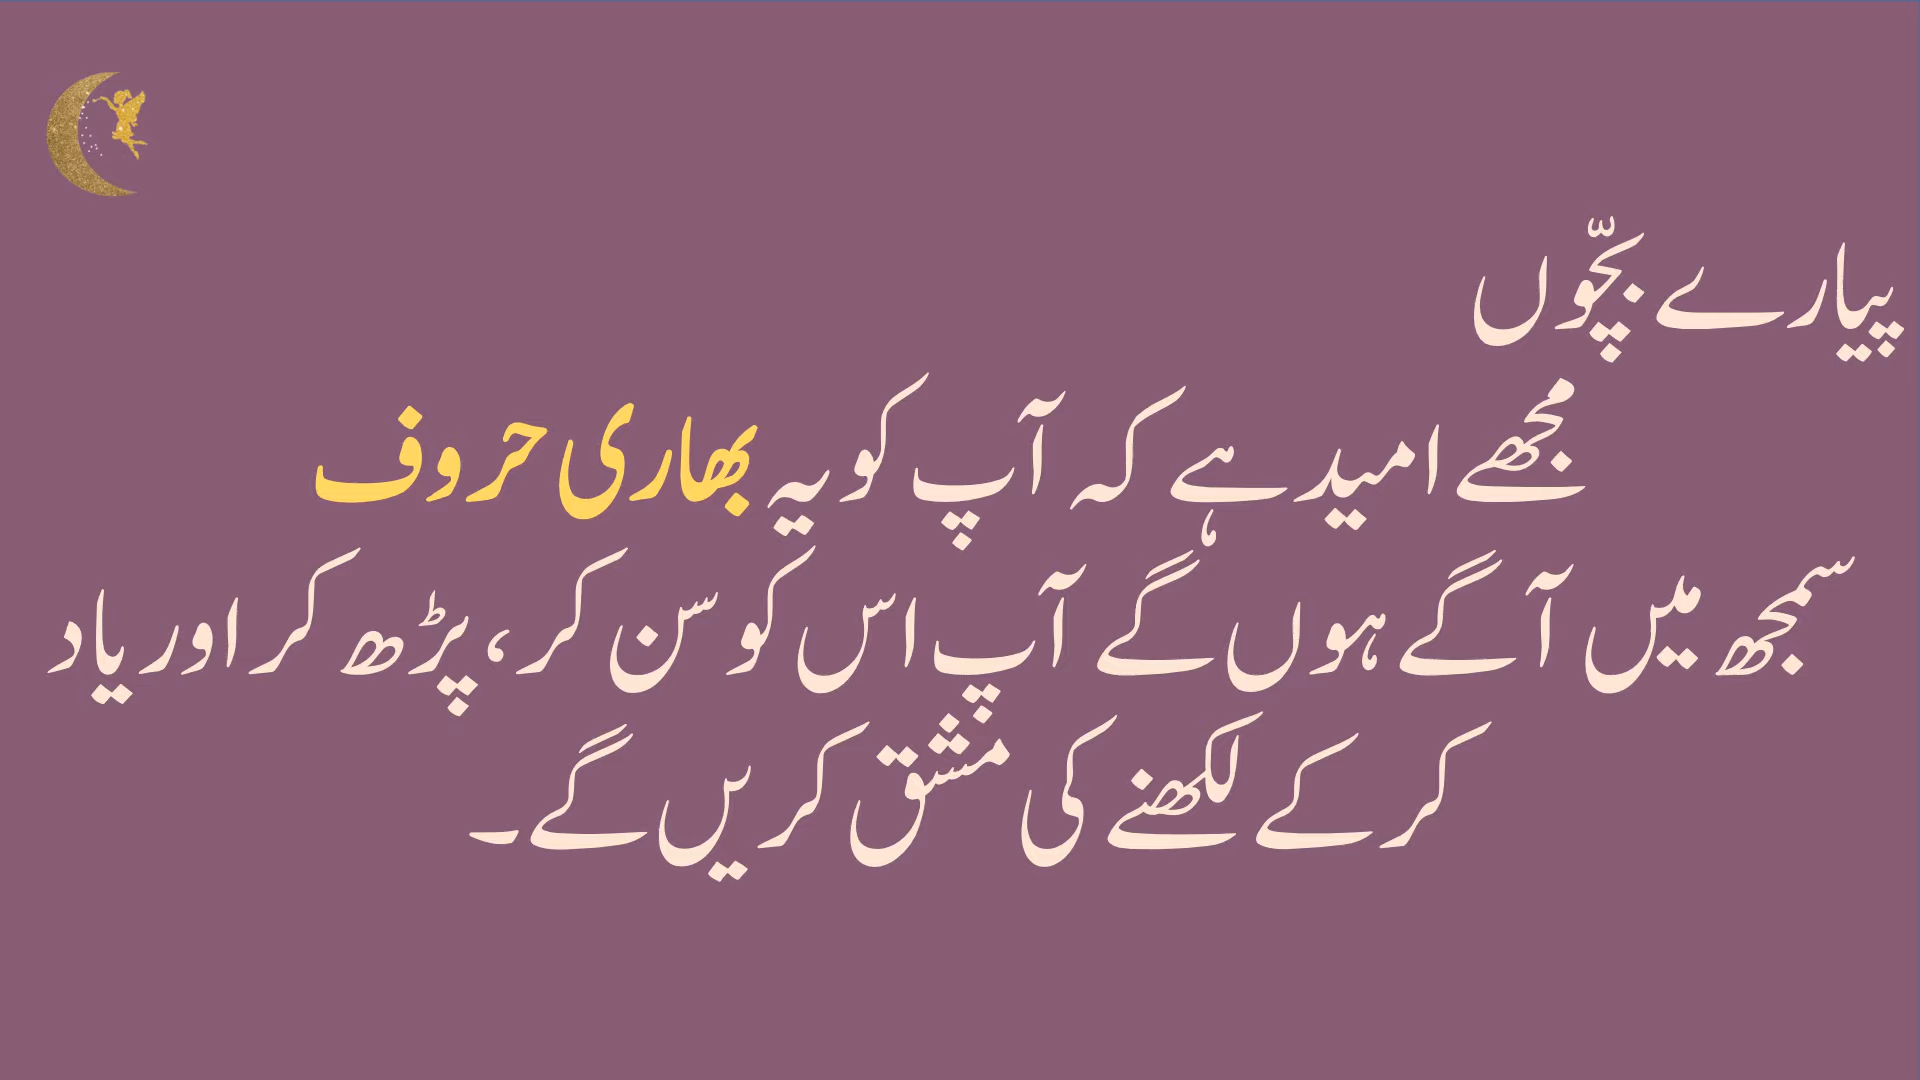 پیارے بچّوں
مجھے امید ہے کہ آپ کو یہ بھاری حروف
سمجھ میں آگے ہوں گے آپ اس کو سن کر، پڑھ کر اور یاد
کر کے لکھنے کی مشق کریں گے۔